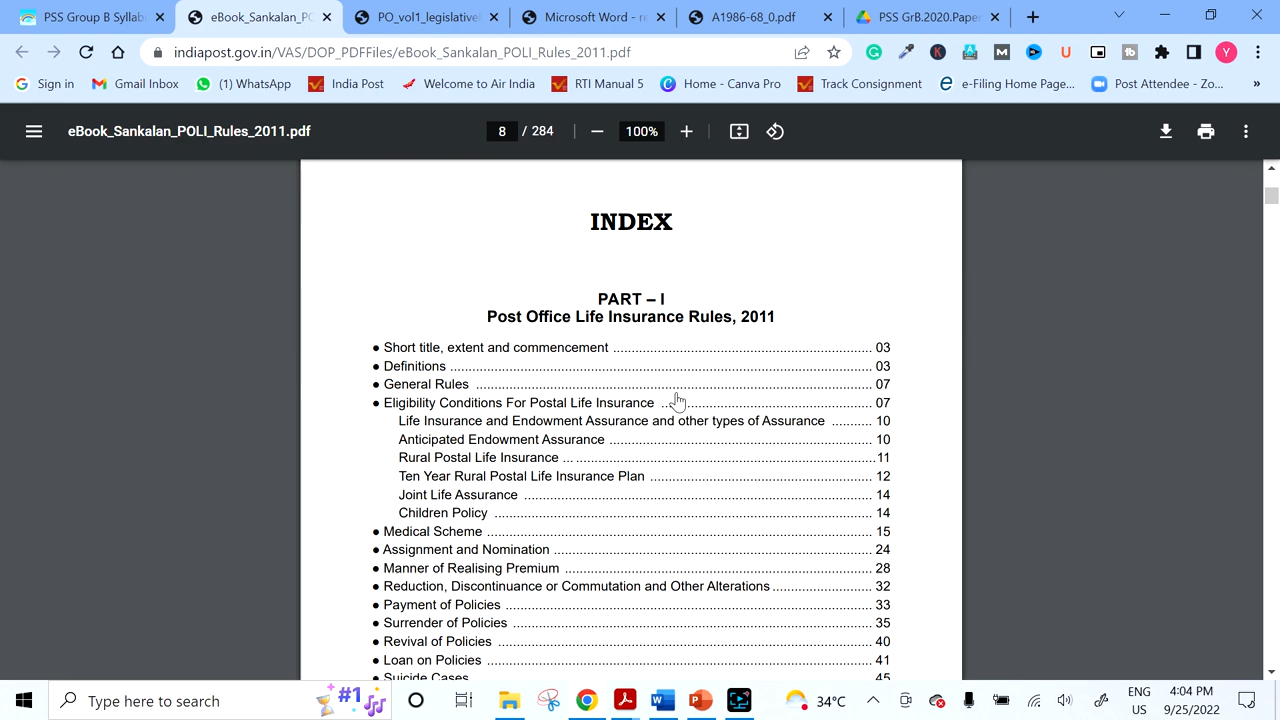 PSS Group B Syllab
eBook_Sankalan_PC
PO_vol1_legislative
Microsoft Word - re
A1986-68_0.pdf
PSS GrB.2020.Paper
indiapost.gov.in/VAS/DOP_PDFFiles/eBook_Sankalan_POLI_Rules_2011.pdf
Sign in
Gmail Inbox
(1) WhatsApp
India Post
Welcome to Air India
RTI Manual 5
Home - Canva Pro
Track Consignment
e-Filing Home Page...
Post Attendee - Zo...
eBook_Sankalan_POLI_Rules_2011.pdf
8 / 284
100%
INDEX
PART – I
Post Office Life Insurance Rules, 2011
● Short title, extent and commencement ........ 03
● Definitions ........ 03
● General Rules ........ 07
● Eligibility Conditions For Postal Life Insurance ........ 07
Life Insurance and Endowment Assurance and other types of Assurance ........ 10
Anticipated Endowment Assurance ........ 10
Rural Postal Life Insurance ........ 11
Ten Year Rural Postal Life Insurance Plan ........ 12
Joint Life Assurance ........ 14
Children Policy ........ 14
● Medical Scheme ........ 15
● Assignment and Nomination ........ 24
● Manner of Realising Premium ........ 28
● Reduction, Discontinuance or Commutation and Other Alterations ........ 32
● Payment of Policies ........ 33
● Surrender of Policies ........ 35
● Revival of Policies ........ 40
● Loan on Policies ........ 41
● Suicide Cases ........ 45
Type here to search
#1
34°C
ENG
US
4:04 PM
9/25/2022